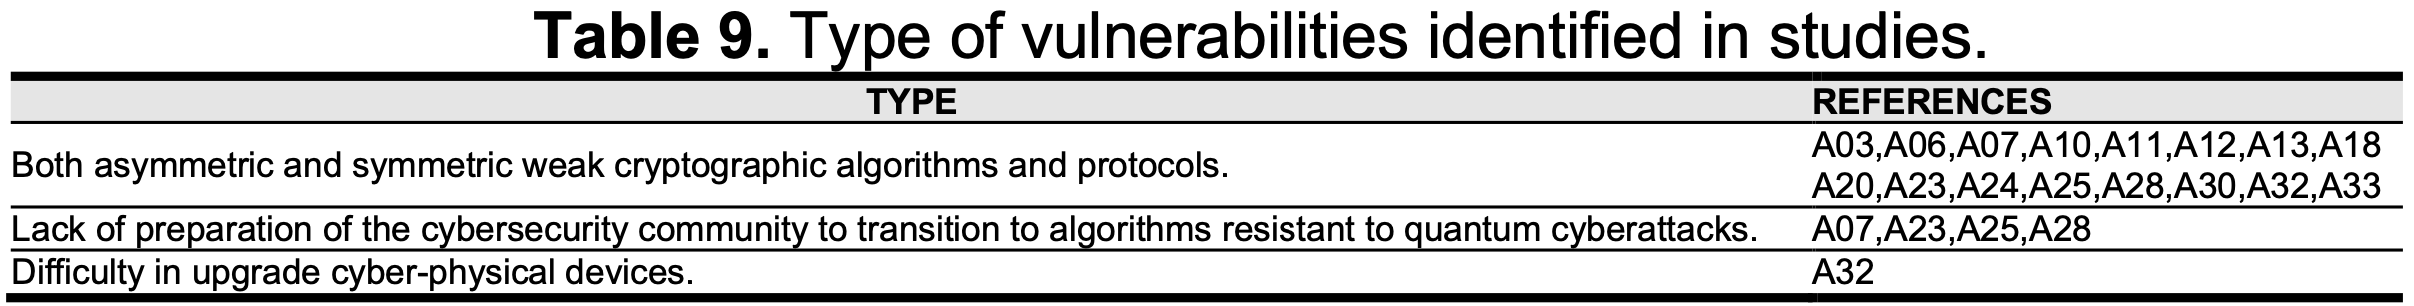 Table 9. Type of vulnerabilities identified in studies.
TYPE REFERENCES
Both asymmetric and symmetric weak cryptographic algorithms and protocols.
A03,A06,A07,A10,A11,A12,A13,A18
A20,A23,A24,A25,A28,A30,A32,A33
Lack of preparation of the cybersecurity community to transition to algorithms resistant to quantum cyberattacks. A07,A23,A25,A28
Difficulty in upgrade cyber-physical devices. A32